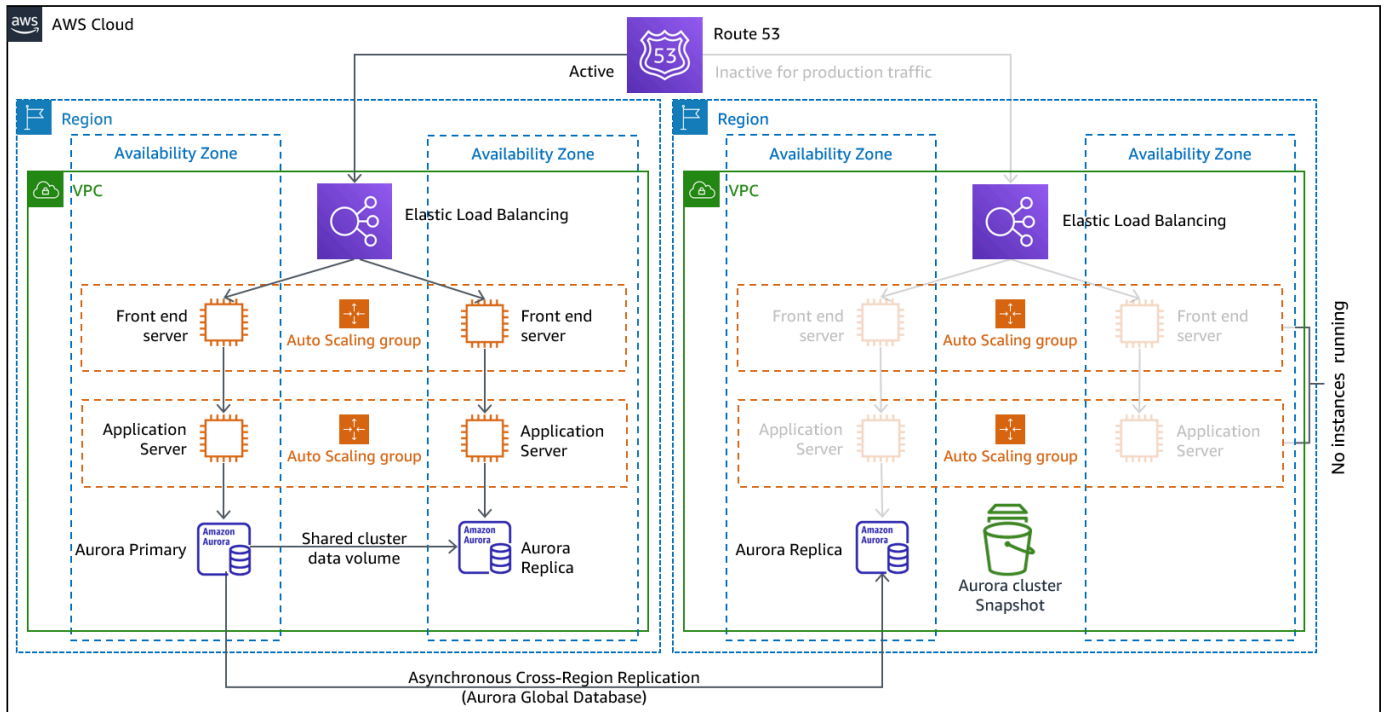 aws
AWS Cloud
53
Route 53
Active
Inactive for production traffic
Region
Availability Zone
Availability Zone
VPC
Elastic Load Balancing
Front end
server
Auto Scaling group
Front end
server
Application
Server
Auto Scaling group
Application
Server
Aurora Primary
Amazon
Aurora
Shared cluster
data volume
Amazon
Aurora
Aurora
Replica
Region
Availability Zone
Availability Zone
VPC
Elastic Load Balancing
Front end
server
Auto Scaling group
Front end
server
Application
Server
Auto Scaling group
Application
Server
No instances running
Aurora Replica
Amazon
Aurora
Aurora cluster
Snapshot
Asynchronous Cross-Region Replication
(Aurora Global Database)